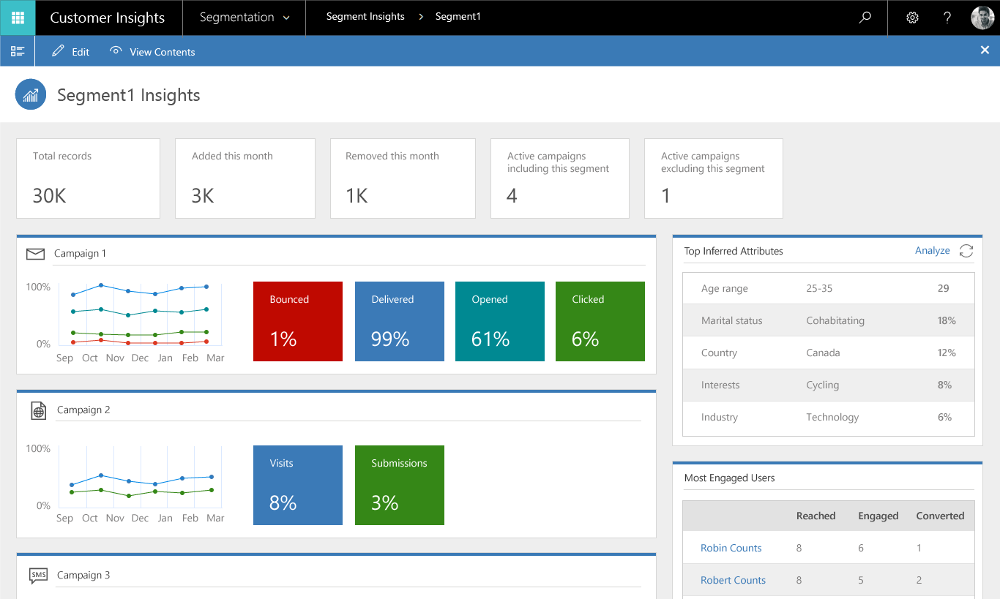 Customer Insights
Segmentation
Segment Insights > Segment1
?
Edit
View Contents
Segment1 Insights
Total records
30K
Added this month
3K
Removed this month
1K
Active campaigns
including this segment
4
Active campaigns
excluding this segment
1
Campaign 1
100%
0%
Sep Oct Nov Dec Jan Feb Mar
Bounced
1%
Delivered
99%
Opened
61%
Clicked
6%
Campaign 2
100%
0%
Sep Oct Nov Dec Jan Feb Mar
Visits
8%
Submissions
3%
SMS
Campaign 3
Top Inferred Attributes
Analyze
Age range 25-35 29
Marital status Cohabitating 18%
Country Canada 12%
Interests Cycling 8%
Industry Technology 6%
Most Engaged Users
Reached Engaged Converted
Robin Counts 8 6 1
Robert Counts 8 5 2